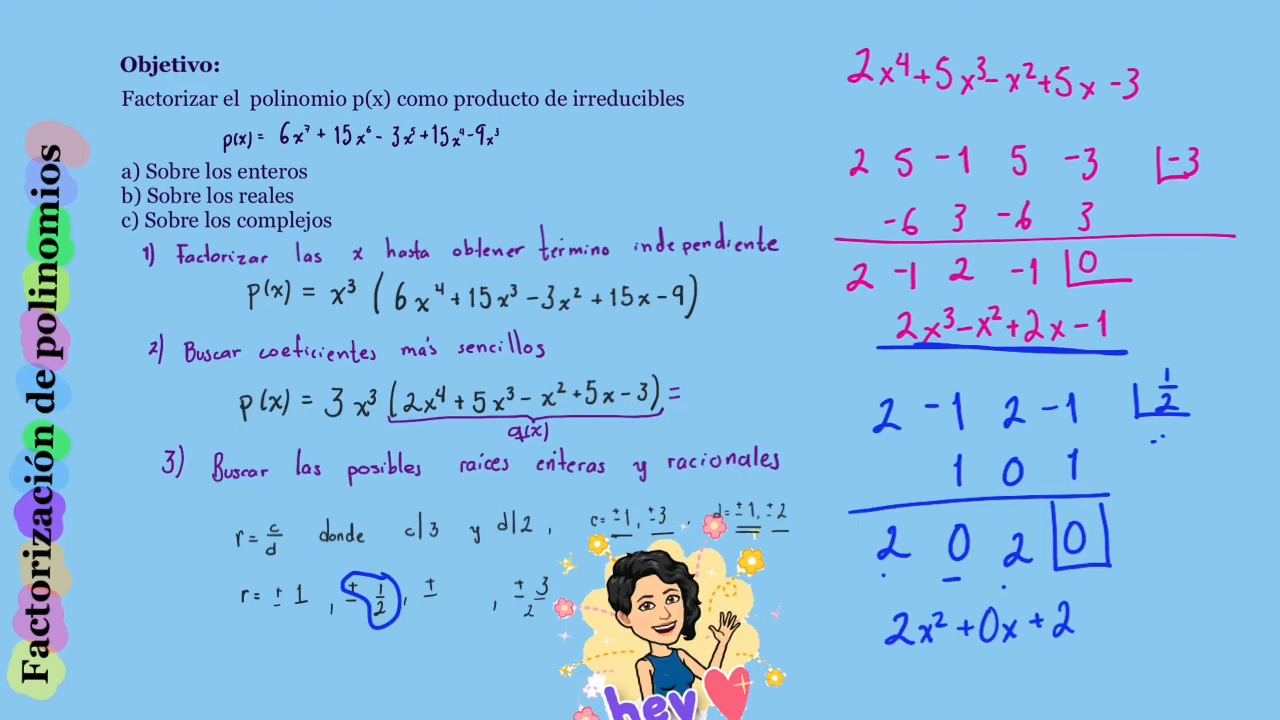 Factorización de polinomios
Objetivo:
Factorizar el polinomio p(x) como producto de irreducibles
p(x) = 6x⁷ + 15x⁶ - 3x⁵ + 15x⁴ - 9x³
a) Sobre los enteros
b) Sobre los reales
c) Sobre los complejos
1) Factorizar las x hasta obtener término independiente
p(x) = x³ (6x⁴ + 15x³ - 3x² + 15x - 9)
2) Buscar coeficientes más sencillos
p(x) = 3x³ (2x⁴ + 5x³ - x² + 5x - 3) =
q(x)
3) Buscar las posibles raíces enteras y racionales
r = c/d donde c|3 y d|2, c = ±1, ±3, d = ±1, ±2
r = ±1, ± 1/2, ± , ± 3/2
hey
2x⁴ + 5x³ - x² + 5x - 3
2 5 -1 5 -3 |-3
-6 3 -6 3
2 -1 2 -1 |0
2x³ - x² + 2x - 1
2 -1 2 -1 | 1/2
1 0 1
2 0 2 |0
2x² + 0x + 2